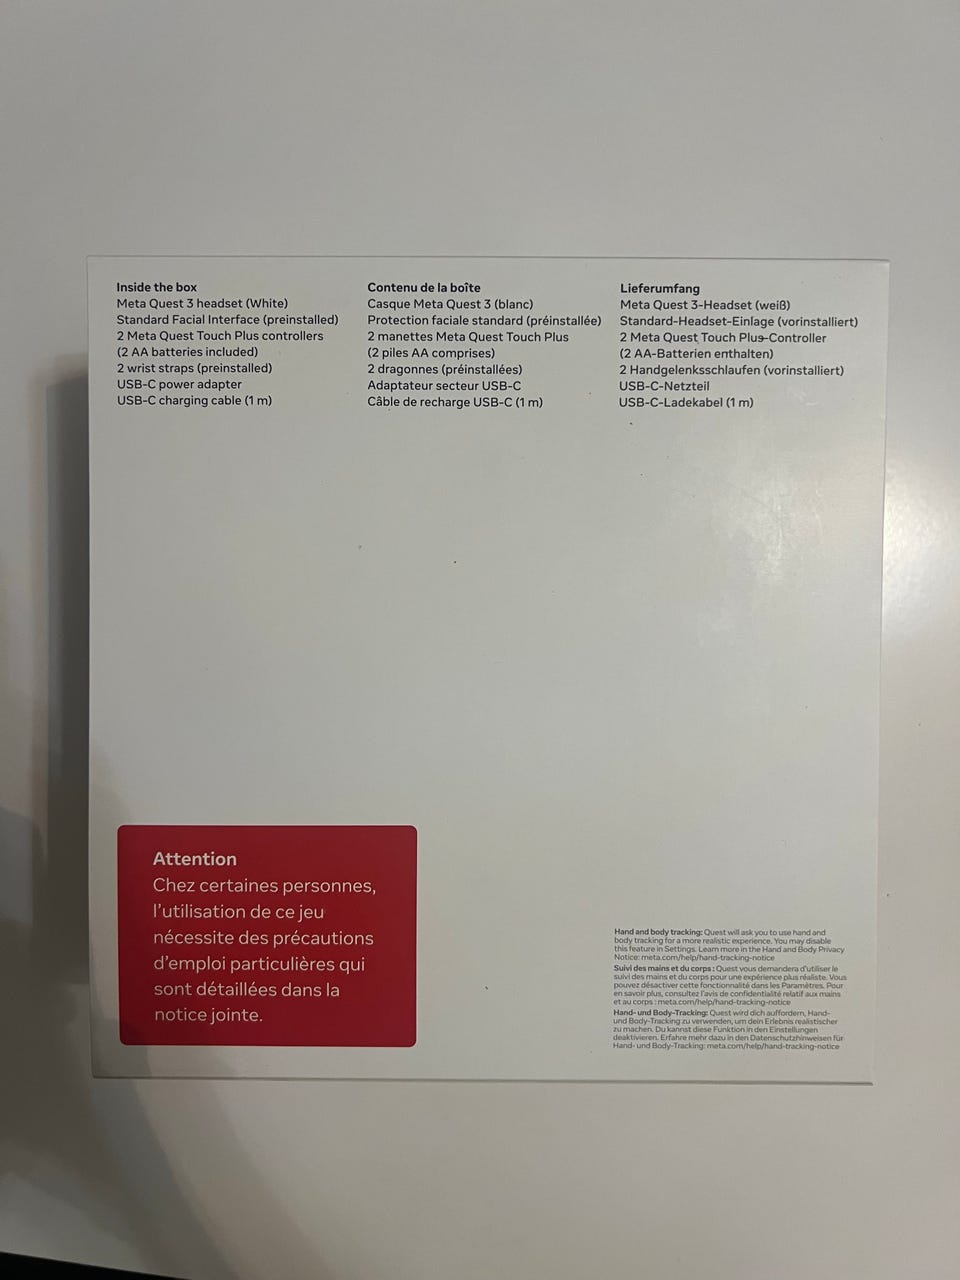 Inside the box
Meta Quest 3 headset (White)
Standard Facial Interface (preinstalled)
2 Meta Quest Touch Plus controllers
(2 AA batteries included)
2 wrist straps (preinstalled)
USB-C power adapter
USB-C charging cable (1 m)
Contenu de la boîte
Casque Meta Quest 3 (blanc)
Protection faciale standard (préinstallée)
2 manettes Meta Quest Touch Plus
(2 piles AA comprises)
2 dragonnes (préinstallées)
Adaptateur secteur USB-C
Câble de recharge USB-C (1 m)
Lieferumfang
Meta Quest 3-Headset (weiß)
Standard-Headset-Einlage (vorinstalliert)
2 Meta Quest Touch Plus-Controller
(2 AA-Batterien enthalten)
2 Handgelenksschlaufen (vorinstalliert)
USB-C-Netzteil
USB-C-Ladekabel (1 m)
Attention
Chez certaines personnes,
l'utilisation de ce jeu
nécessite des précautions
d'emploi particulières qui
sont détaillées dans la
notice jointe.
Hand and body tracking: Quest will ask you to use hand and
body tracking for a more realistic experience. You may disable
this feature in Settings. Learn more in the Hand and Body Privacy
Notice: meta.com/help/hand-tracking-notice
Suivi des mains et du corps : Quest vous demandera d'utiliser le
suivi des mains et du corps pour une expérience plus réaliste. Vous
pouvez désactiver cette fonctionnalité dans les Paramètres. Pour
en savoir plus, consultez l'avis de confidentialité relatif aux mains
et au corps : meta.com/help/hand-tracking-notice
Hand- und Body-Tracking: Quest wird dich auffordern, Hand-
und Body-Tracking zu verwenden, um dein Erlebnis realistischer
zu machen. Du kannst diese Funktion in den Einstellungen
deaktivieren. Erfahre mehr dazu in den Datenschutzhinweisen für
Hand- und Body-Tracking: meta.com/help/hand-tracking-notice